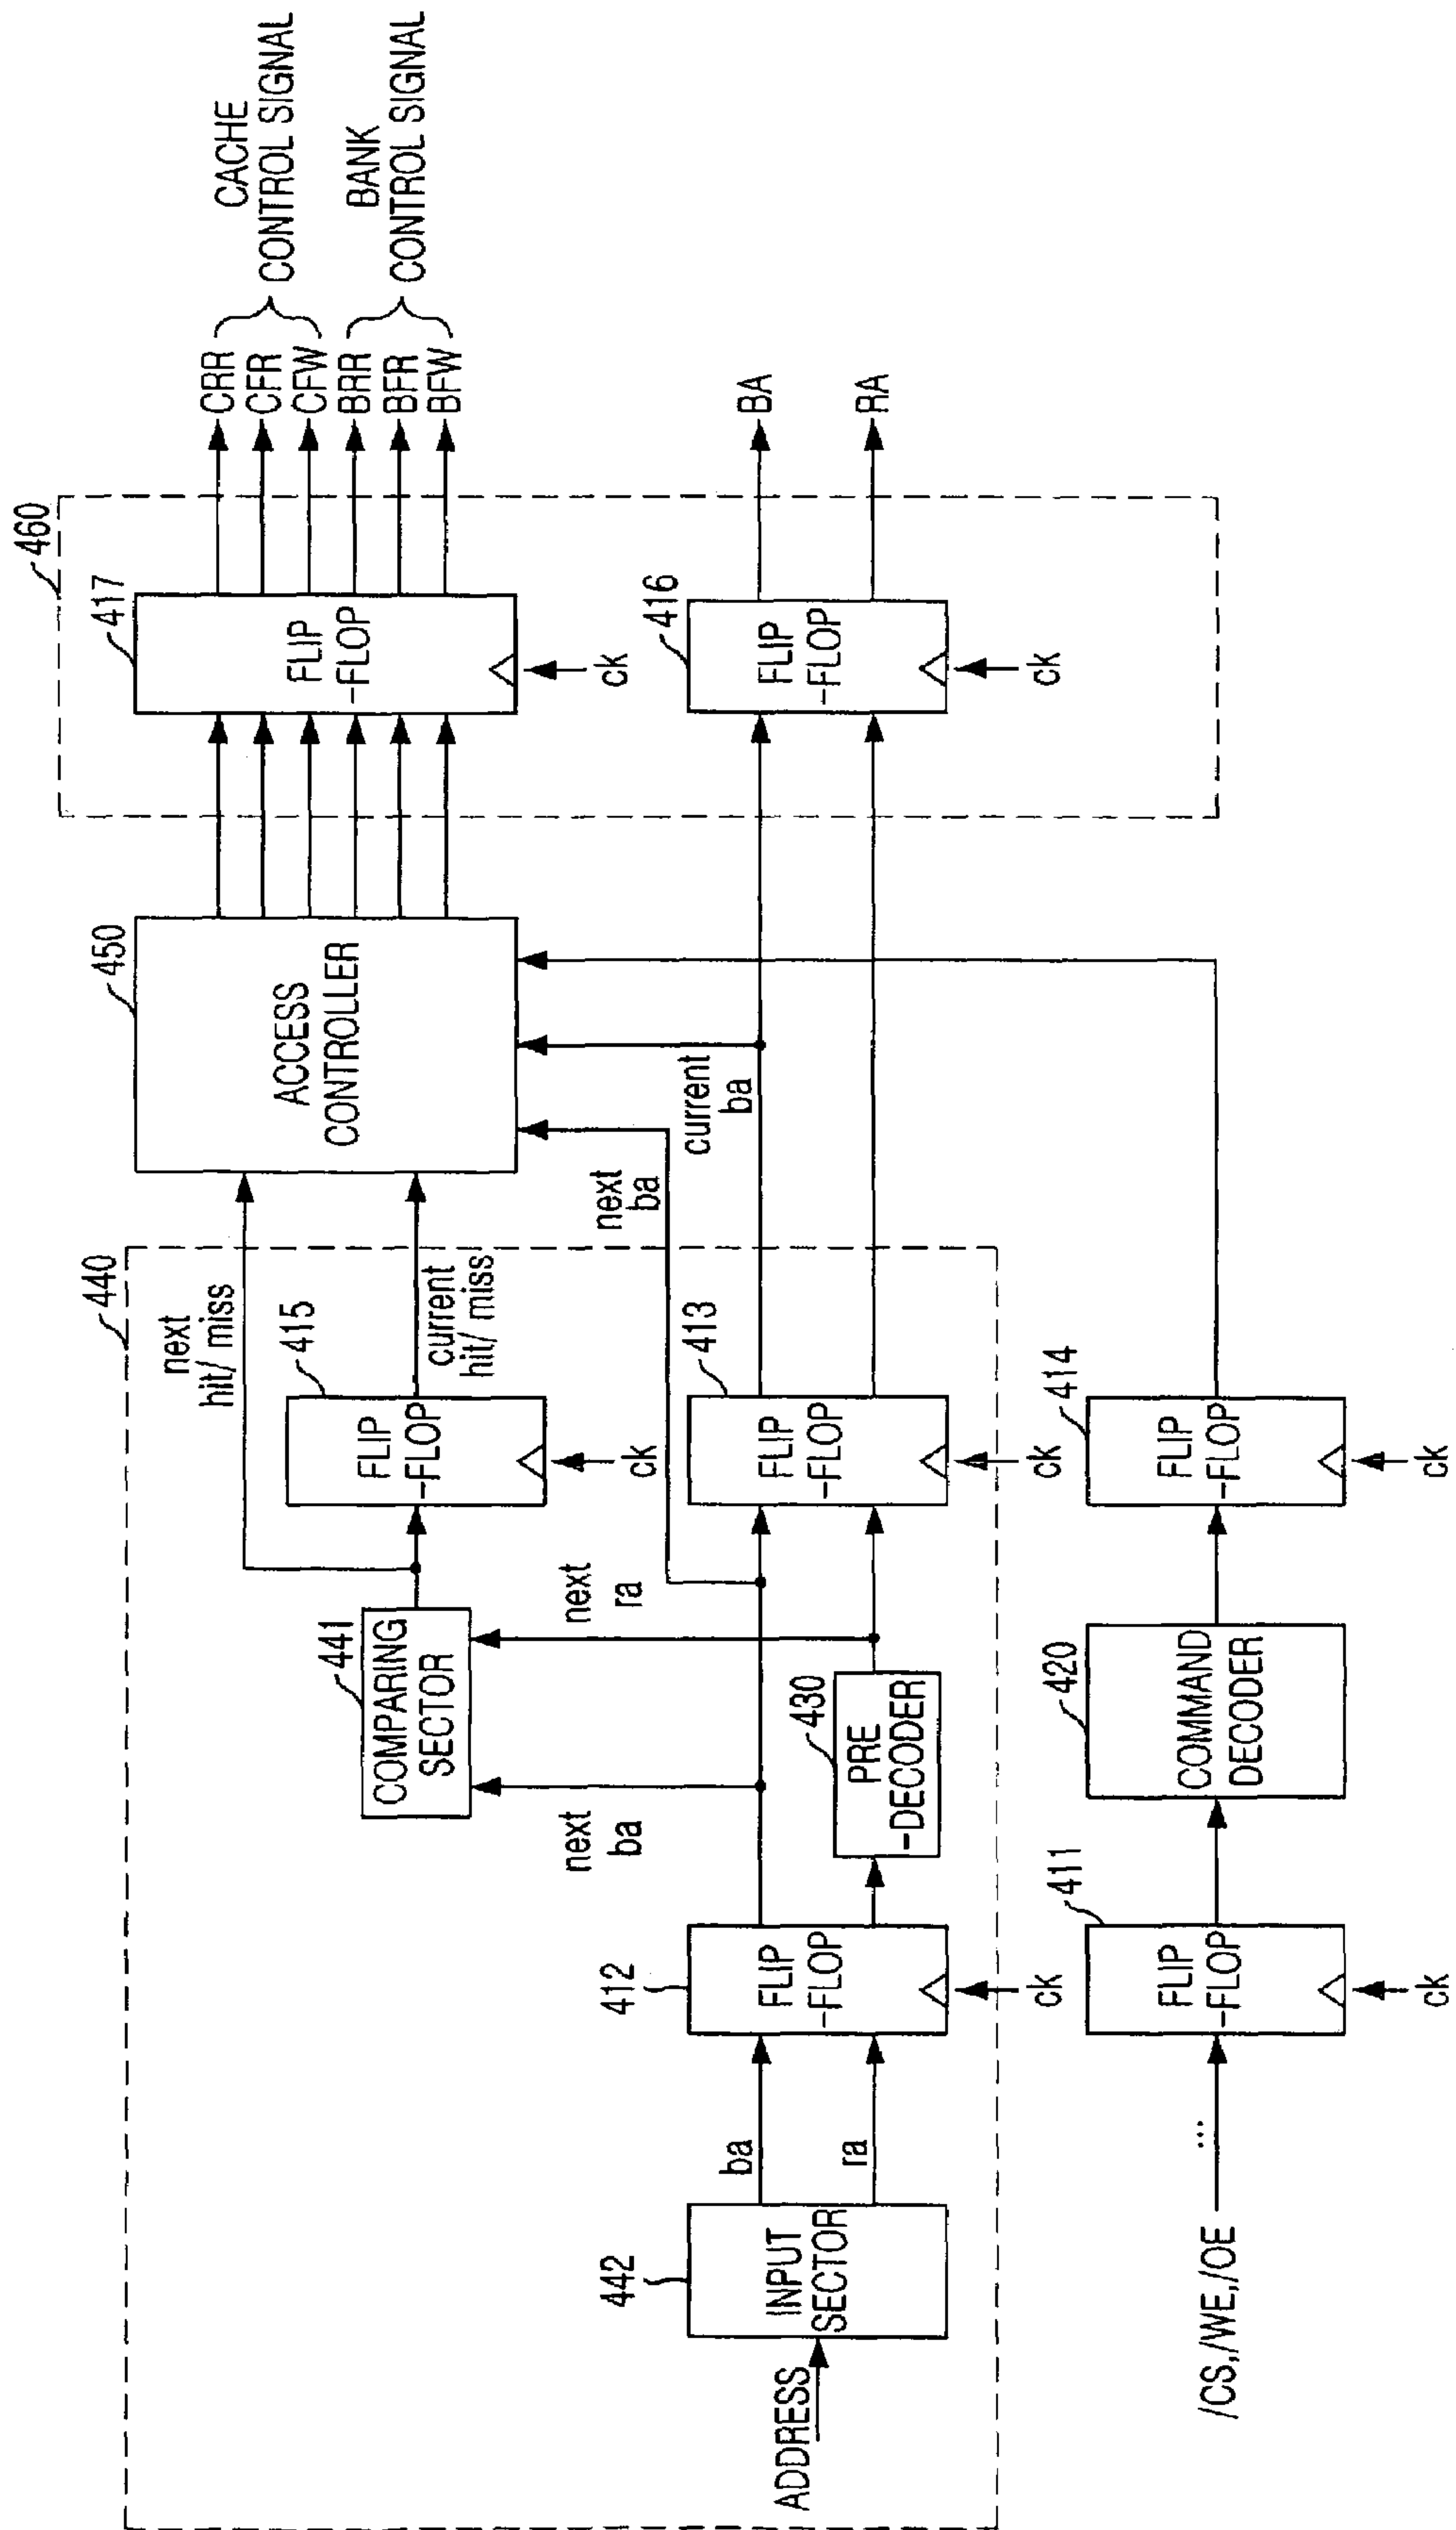 460
417
FLIP
-FLOP
ck
CRR
CFR
CFW
BRR
BFR
BFW
CACHE
CONTROL SIGNAL
BANK
CONTROL SIGNAL
416
FLIP
-FLOP
ck
BA
RA
450
ACCESS
CONTROLLER
440
next
hit/ miss
415
FLIP
-FLOP
ck
current
hit/ miss
441
COMPARING
SECTOR
next
ba
next
ra
next
ba
current
ba
442
INPUT
SECTOR
ADDRESS
ba
ra
412
FLIP
-FLOP
ck
430
PRE
-DECODER
413
FLIP
-FLOP
ck
/CS,/WE,/OE
...
411
FLIP
-FLOP
ck
420
COMMAND
DECODER
414
FLIP
-FLOP
ck